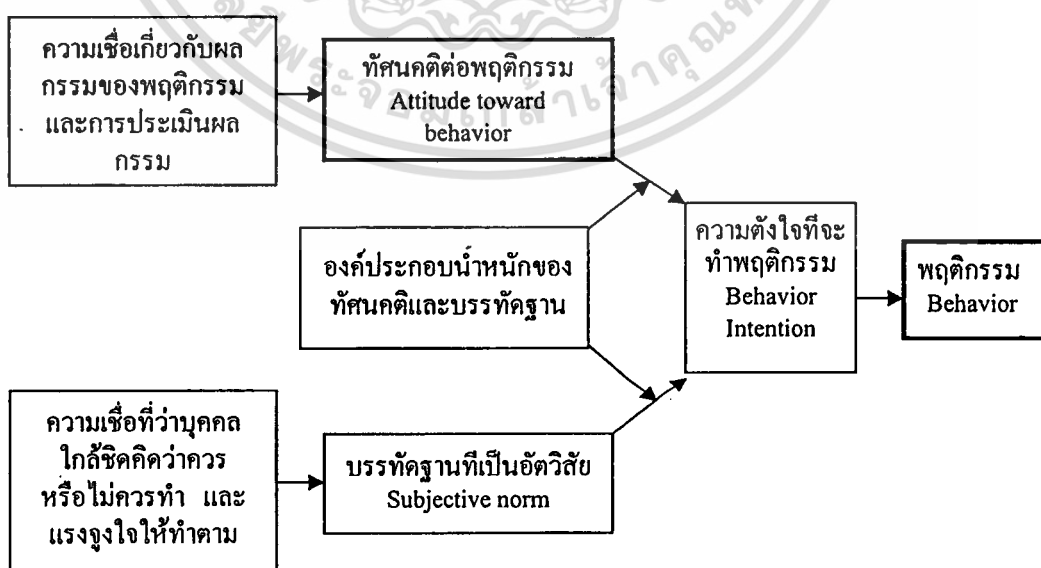 ความเชื่อเกี่ยวกับผล
กรรมของพฤติกรรม
และการประเมินผล
กรรม
ทัศนคติต่อพฤติกรรม
Attitude toward
behavior
องค์ประกอบน้ำหนักของ
ทัศนคติและบรรทัดฐาน
ความตั้งใจที่จะ
ทำพฤติกรรม
Behavior
Intention
พฤติกรรม
Behavior
ความเชื่อที่ว่าบุคคล
ใกล้ชิดคิดว่าควร
หรือไม่ควรทำ และ
แรงจูงใจให้ทำตาม
บรรทัดฐานที่เป็นอัตวิสัย
Subjective norm